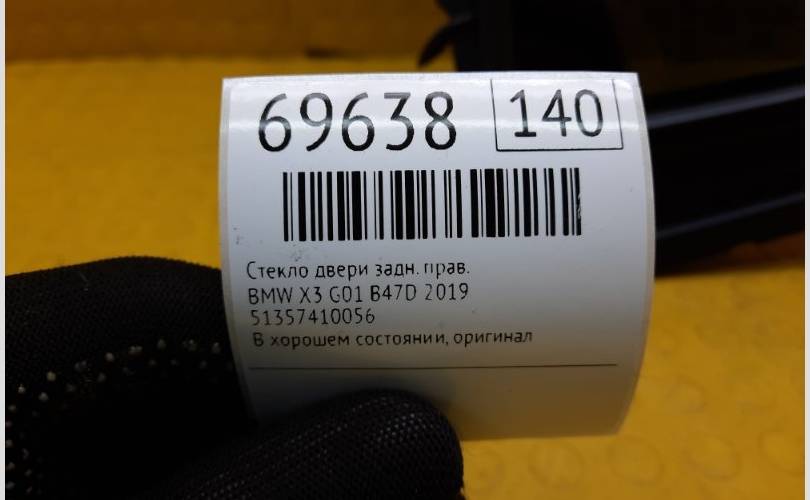 69638 140
Стекло двери задн. прав.
BMW X3 G01 B47D 2019
51357410056
В хорошем состоянии, оригинал